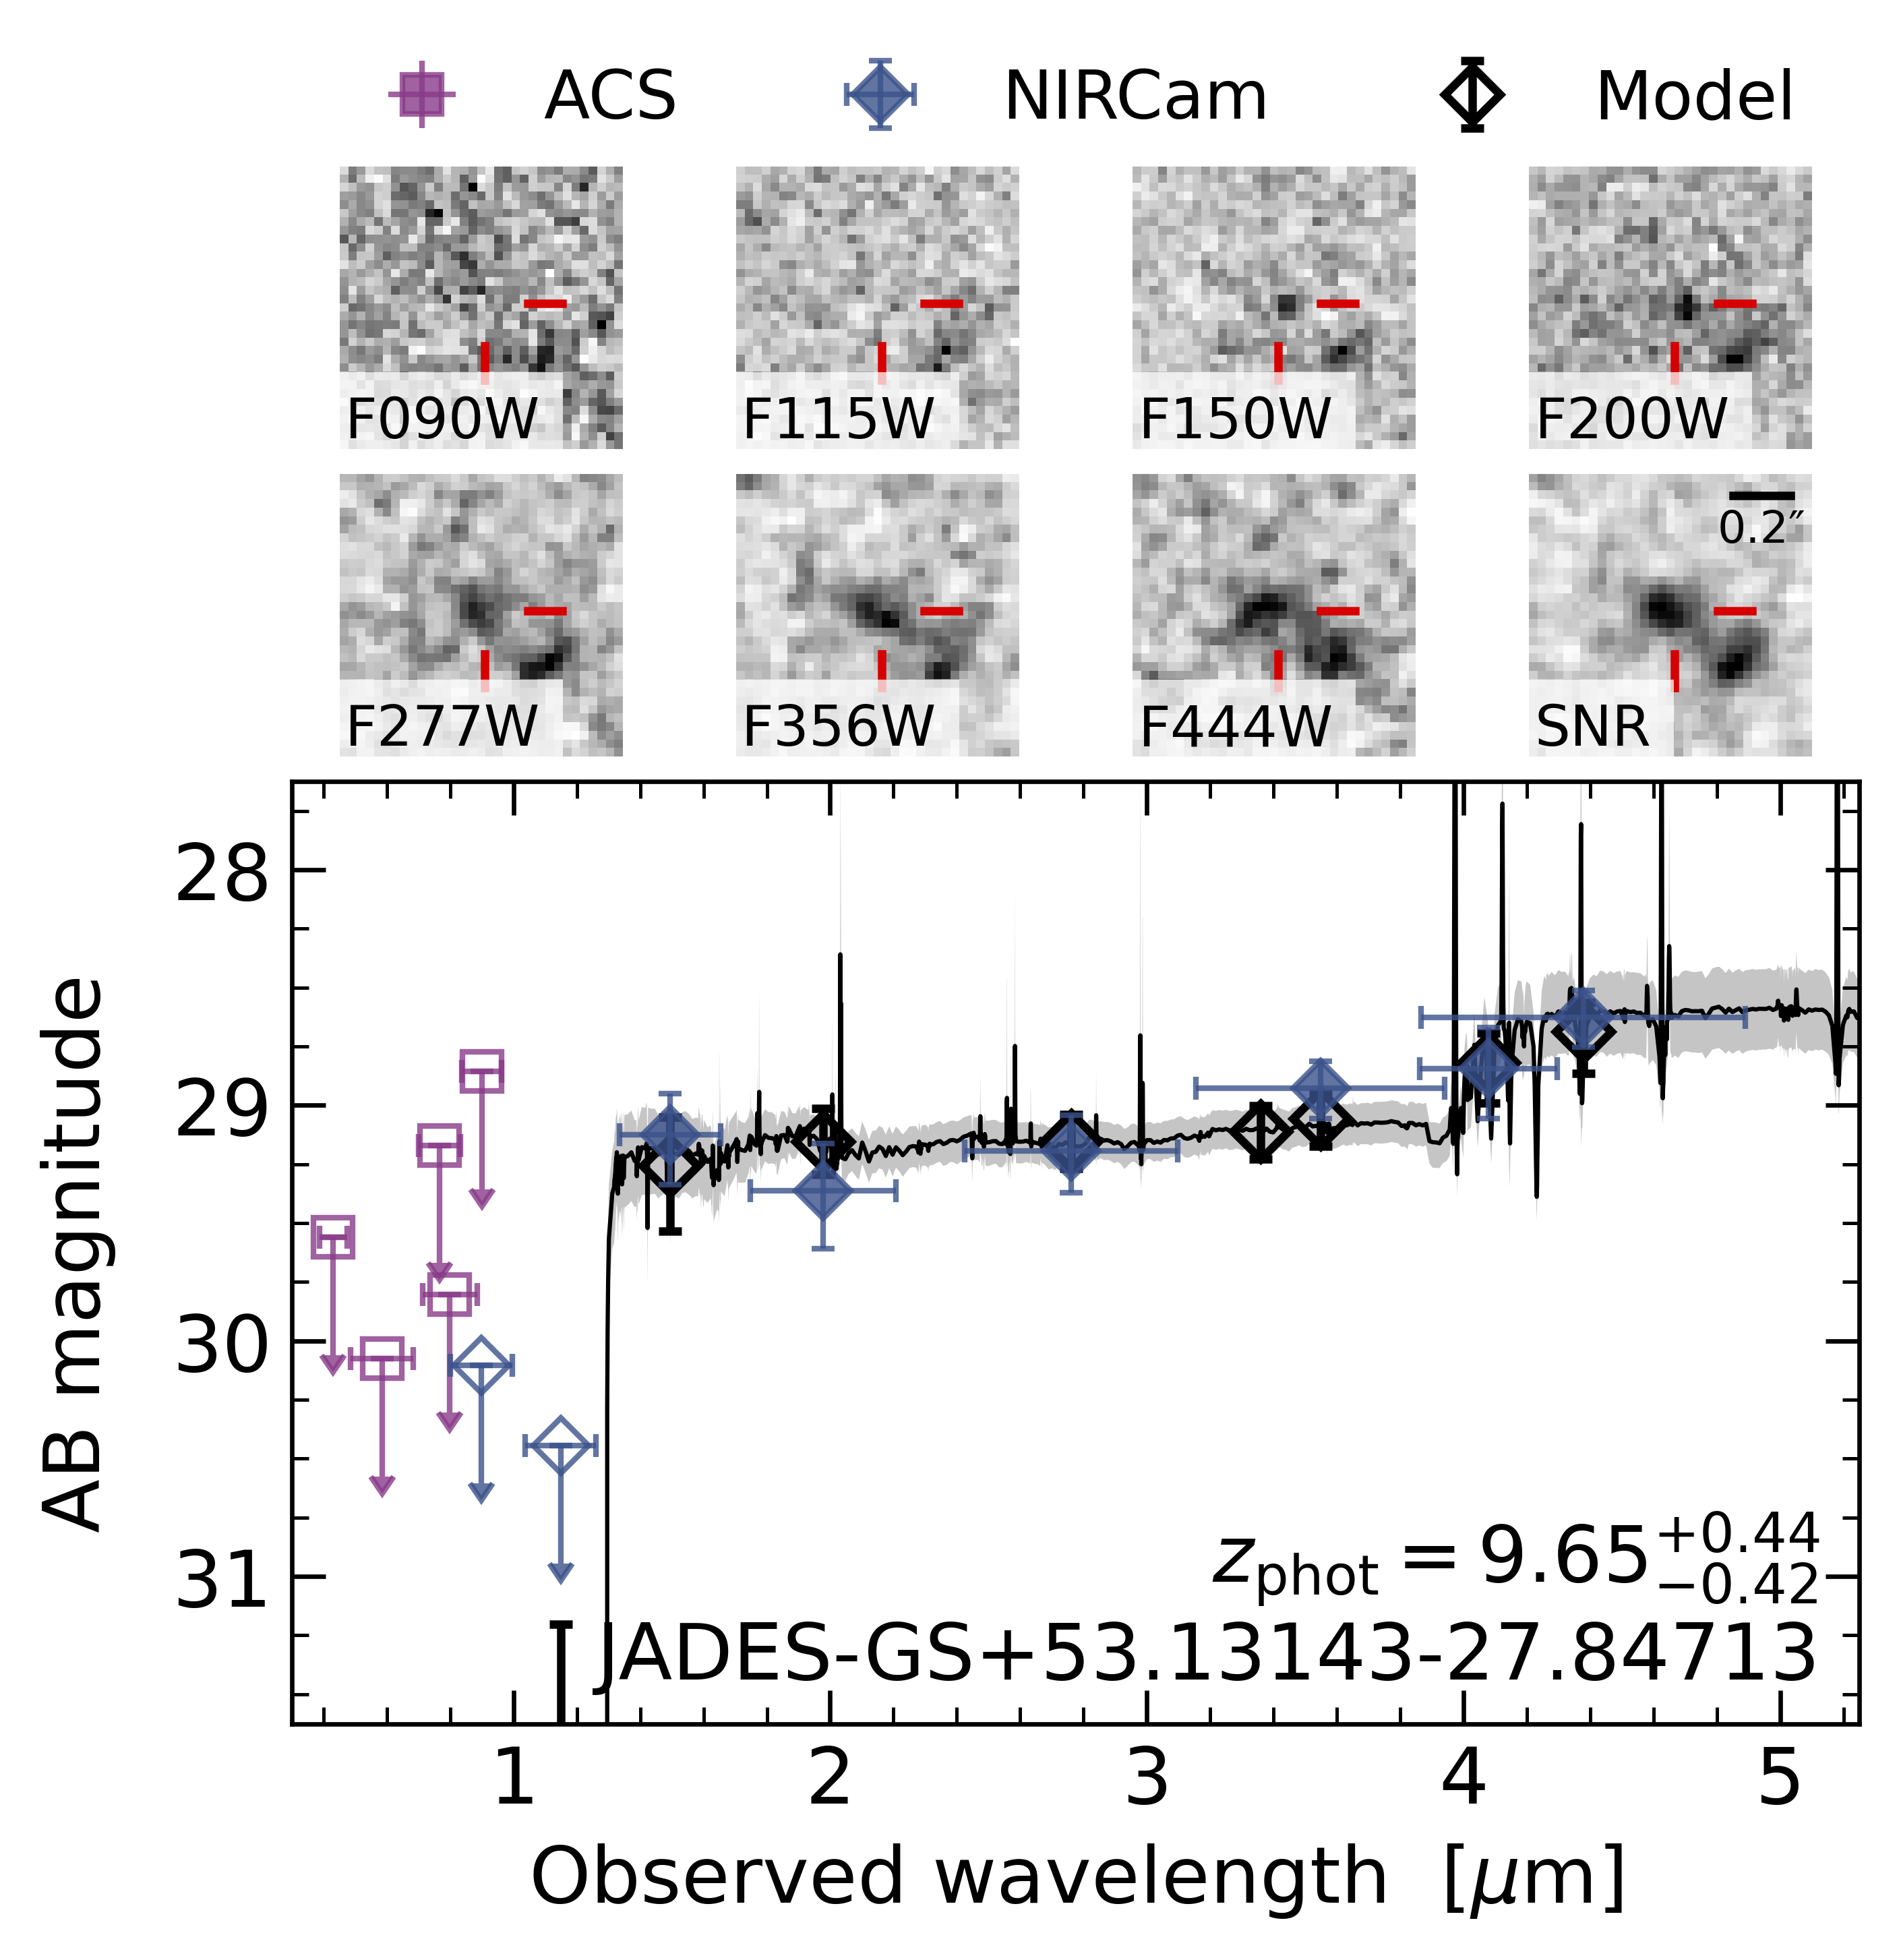 ACS NIRCam Model
F090W F115W F150W F200W
0.2″
F277W F356W F444W SNR
28
29
30
31
AB magnitude
z_phot = 9.65 +0.44 −0.42
JADES-GS+53.13143-27.84713
1 2 3 4 5
Observed wavelength [μm]